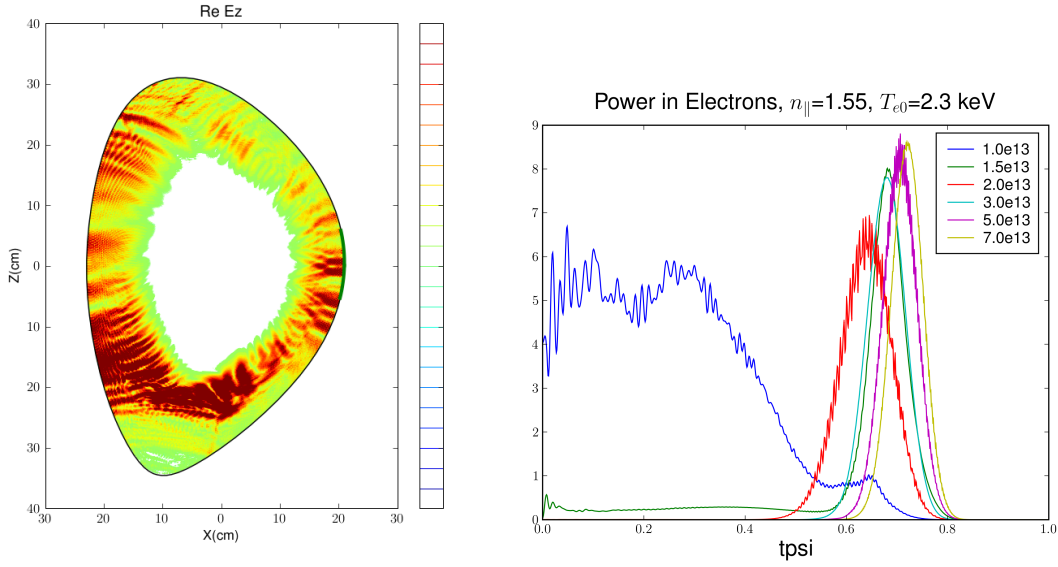 Re Ez
40
30
20
10
0
10
20
30
40
Z(cm)
30 20 10 0 10 20 30
X(cm)
Power in Electrons, n∥=1.55, Te0=2.3 keV
9
8
7
6
5
4
3
2
1
0
1.0e13
1.5e13
2.0e13
3.0e13
5.0e13
7.0e13
0.0 0.2 0.4 0.6 0.8 1.0
tpsi